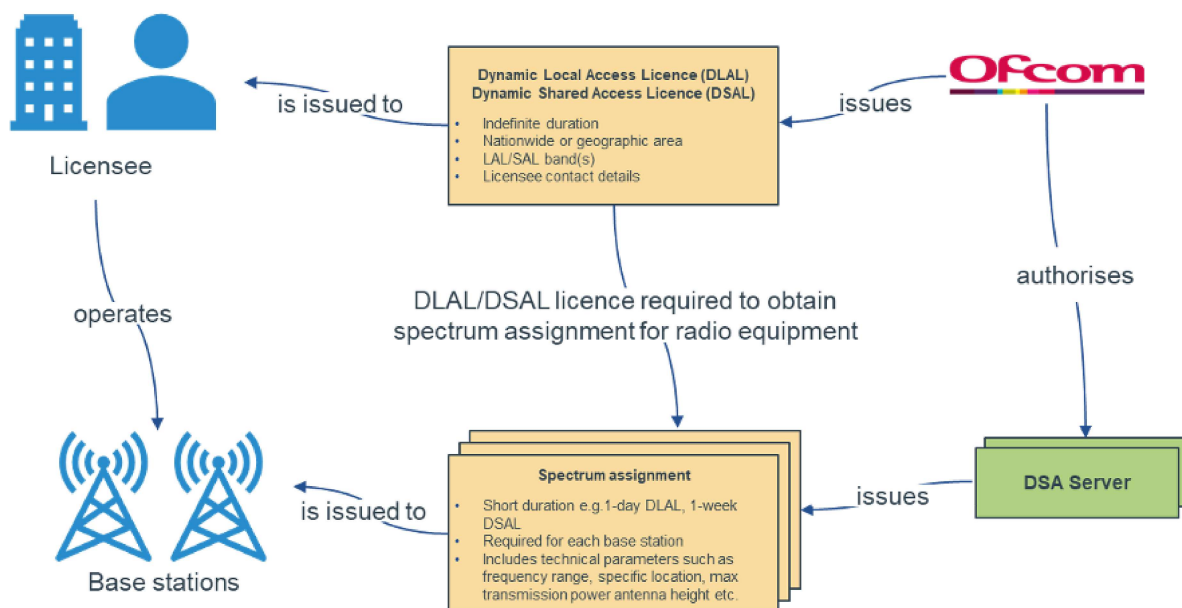 Ofcom
Dynamic Local Access Licence (DLAL)
Dynamic Shared Access Licence (DSAL)
• Indefinite duration
• Nationwide or geographic area
• LAL/SAL band(s)
• Licensee contact details
is issued to
issues
Licensee
authorises
operates
DLAL/DSAL licence required to obtain
spectrum assignment for radio equipment
Spectrum assignment
• Short duration e.g.1-day DLAL, 1-week
DSAL
• Required for each base station
• Includes technical parameters such as
frequency range, specific location, max
transmission power antenna height etc.
DSA Server
issues
is issued to
Base stations